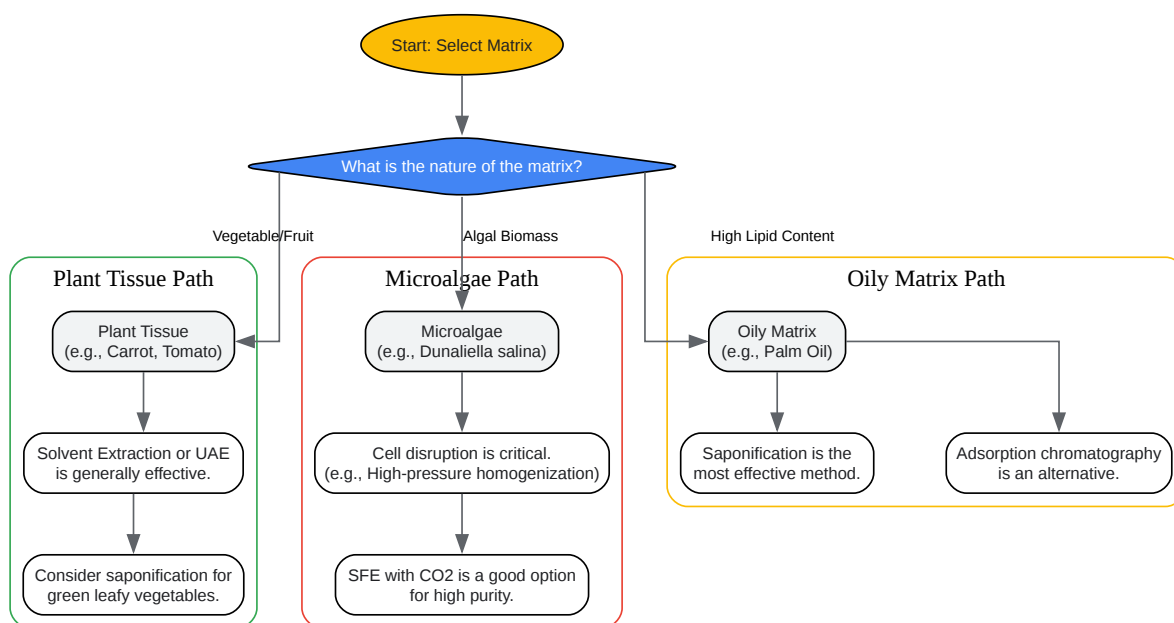 Start: Select Matrix
What is the nature of the matrix?
Vegetable/Fruit
Algal Biomass
High Lipid Content
Plant Tissue Path
Plant Tissue
(e.g., Carrot, Tomato)
Solvent Extraction or UAE
is generally effective.
Consider saponification for
green leafy vegetables.
Microalgae Path
Microalgae
(e.g., Dunaliella salina)
Cell disruption is critical.
(e.g., High-pressure homogenization)
SFE with CO2 is a good option
for high purity.
Oily Matrix Path
Oily Matrix
(e.g., Palm Oil)
Saponification is the
most effective method.
Adsorption chromatography
is an alternative.